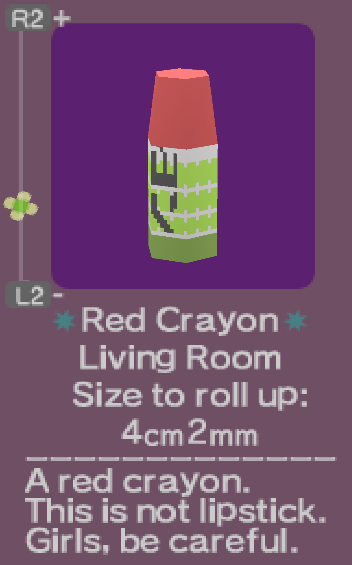 R2 +
L2 -
Red Crayon
Living Room
Size to roll up:
4cm2mm
A red crayon.
This is not lipstick.
Girls, be careful.